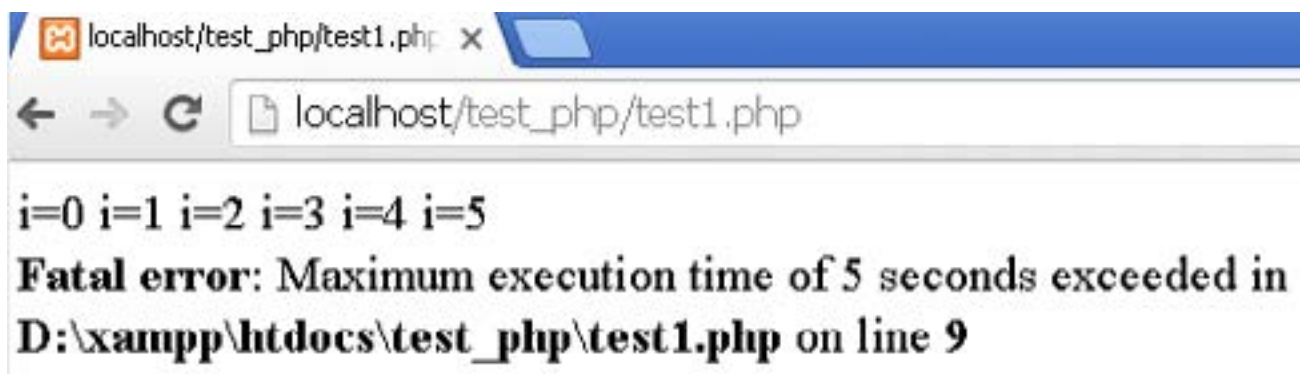 localhost/test_php/test1.php
localhost/test_php/test1.php
i=0 i=1 i=2 i=3 i=4 i=5
Fatal error: Maximum execution time of 5 seconds exceeded in
D:\xampp\htdocs\test_php\test1.php on line 9